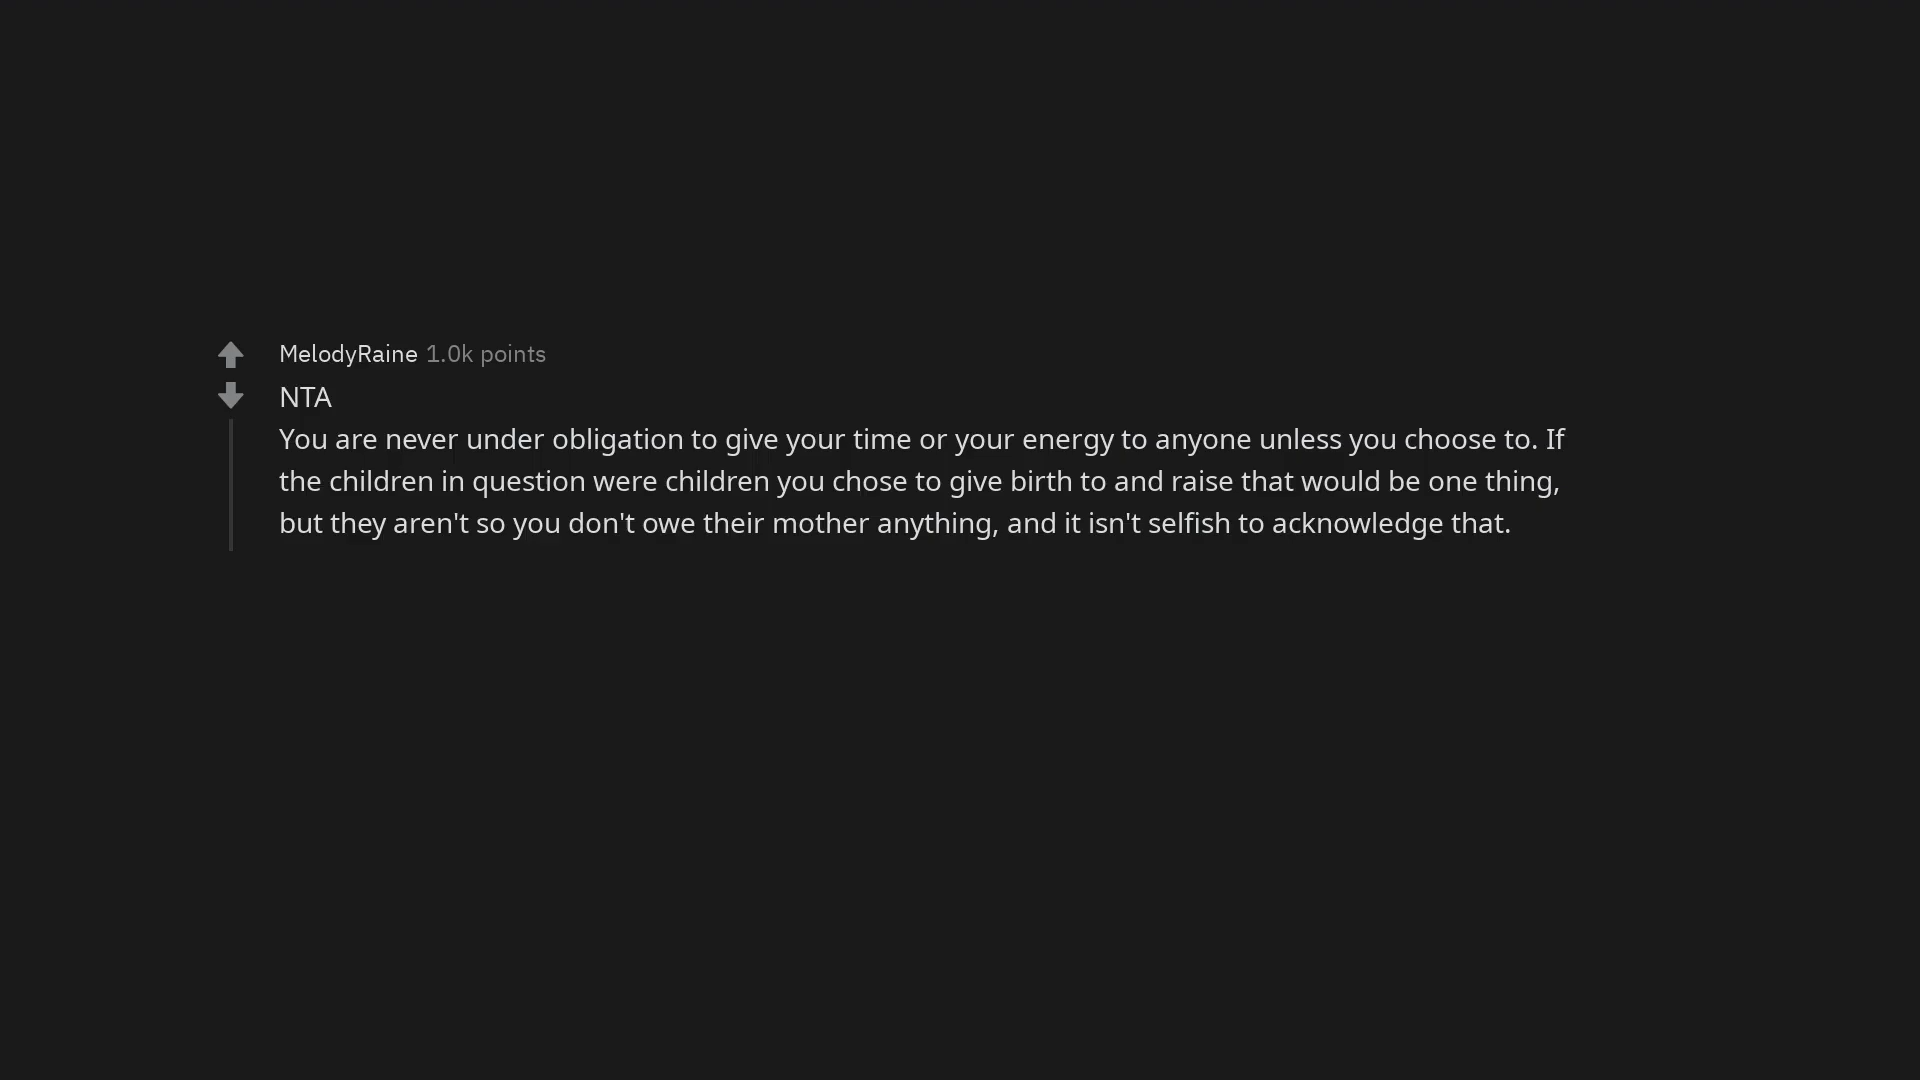 MelodyRaine 1.0k points
NTA
You are never under obligation to give your time or your energy to anyone unless you choose to. If
the children in question were children you chose to give birth to and raise that would be one thing,
but they aren't so you don't owe their mother anything, and it isn't selfish to acknowledge that.